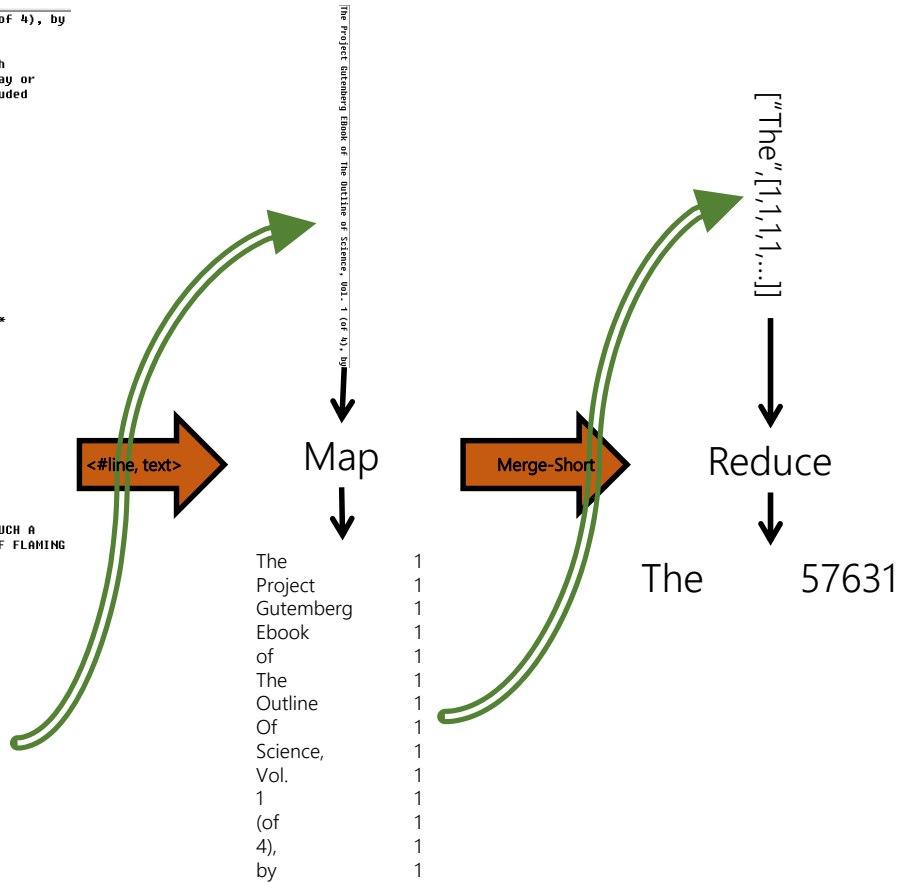 of 4), by
h
ay or
uded
*
UCH A
F FLAMING
<#line, text>
The Project Gutenberg EBook of The Outline of Science, Vol. 1 (of 4), by
Map
The 1
Project 1
Gutemberg 1
Ebook 1
of 1
The 1
Outline 1
Of 1
Science, 1
Vol. 1
1 1
(of 1
4), 1
by 1
Merge-Short
["The",[1,1,1,1,...]]
Reduce
The 57631